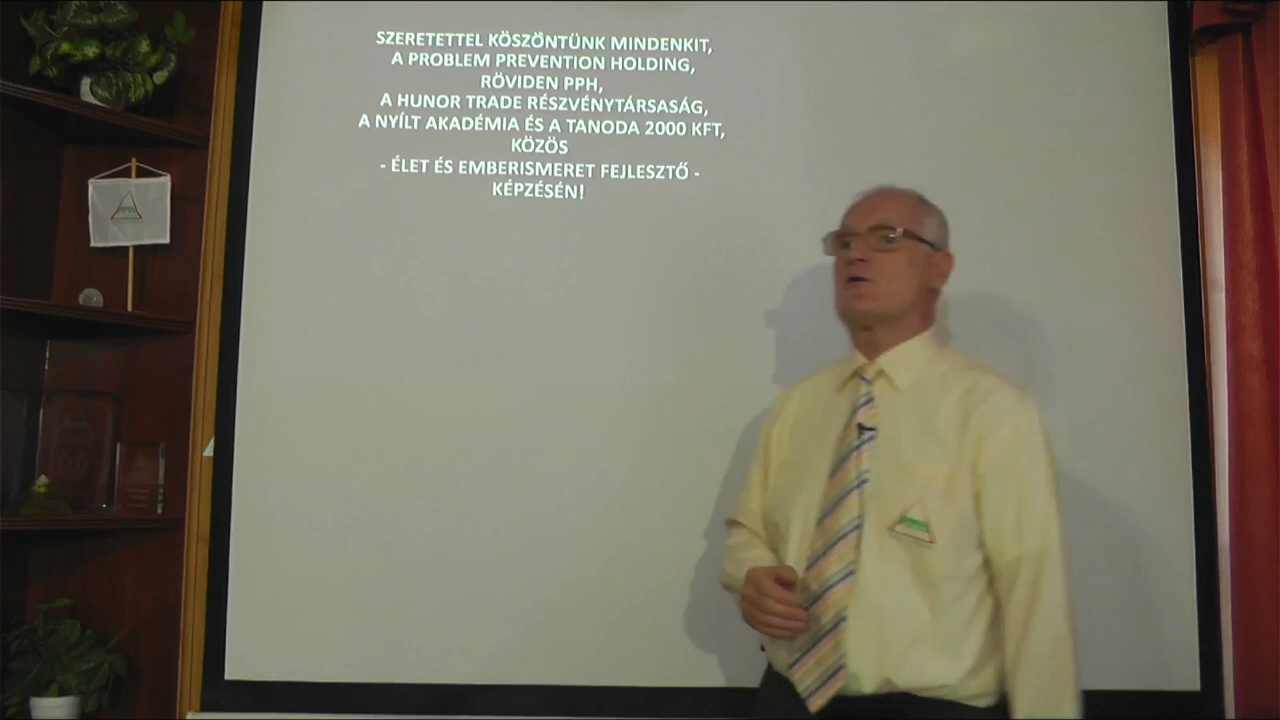 SZERETETTEL KÖSZÖNTÜNK MINDENKIT,
A PROBLEM PREVENTION HOLDING,
RÖVIDEN PPH,
A HUNOR TRADE RÉSZVÉNYTÁRSASÁG,
A NYÍLT AKADÉMIA ÉS A TANODA 2000 KFT,
KÖZÖS
- ÉLET ÉS EMBERISMERET FEJLESZTŐ -
KÉPZÉSÉN!
PPH